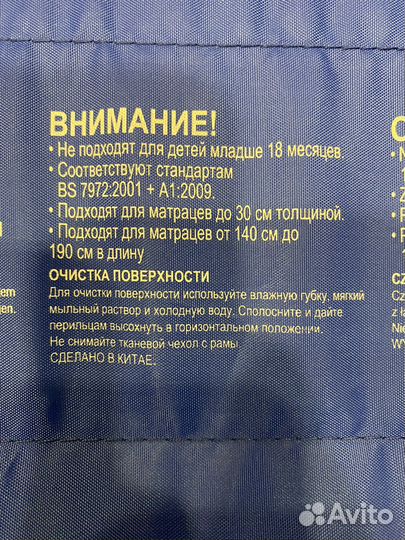 ВНИМАНИЕ!
• Не подходят для детей младше 18 месяцев.
• Соответствуют стандартам
BS 7972:2001 + A1:2009.
• Подходят для матрацев до 30 см толщиной.
• Подходят для матрацев от 140 см до
190 см в длину
ОЧИСТКА ПОВЕРХНОСТИ
Для очистки поверхности используйте влажную губку, мягкий
мыльный раствор и холодную воду. Сполосните и дайте
перильцам высохнуть в горизонтальном положении.
Не снимайте тканевой чехол с рамы.
СДЕЛАНО В КИТАЕ.
Avito